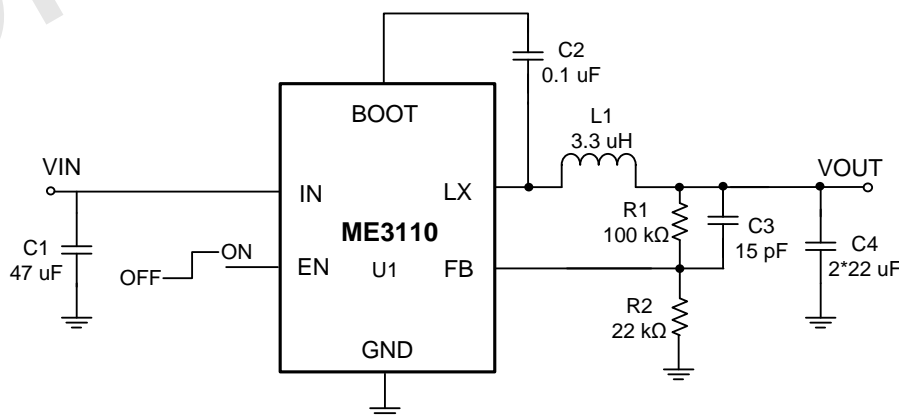 C2
0.1 uF
BOOT
L1
3.3 uH
VIN
VOUT
IN
LX
C1
47 uF
ME3110
R1
100 kΩ
C3
15 pF
C4
2*22 uF
OFF
ON
EN
U1
FB
R2
22 kΩ
GND